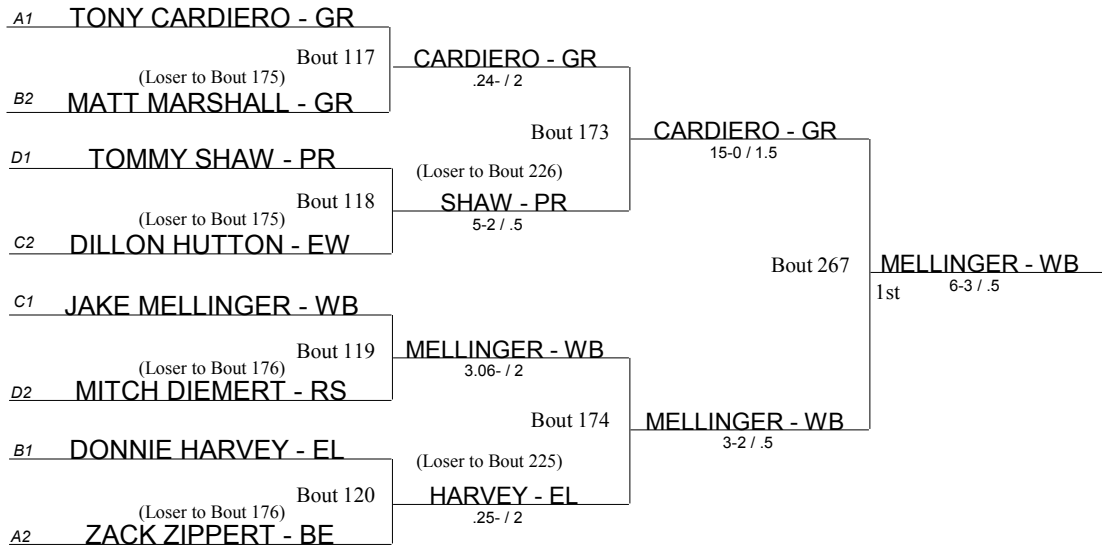 A1 TONY CARDIERO - GR
Bout 117
(Loser to Bout 175)
CARDIERO - GR
.24- / 2
B2 MATT MARSHALL - GR
Bout 173
CARDIERO - GR
15-0 / 1.5
D1 TOMMY SHAW - PR
(Loser to Bout 226)
Bout 118
(Loser to Bout 175)
SHAW - PR
5-2 / .5
C2 DILLON HUTTON - EW
Bout 267
MELLINGER - WB
1st 6-3 / .5
C1 JAKE MELLINGER - WB
Bout 119
(Loser to Bout 176)
MELLINGER - WB
3.06- / 2
D2 MITCH DIEMERT - RS
Bout 174
MELLINGER - WB
3-2 / .5
B1 DONNIE HARVEY - EL
(Loser to Bout 225)
Bout 120
(Loser to Bout 176)
HARVEY - EL
.25- / 2
A2 ZACK ZIPPERT - BE